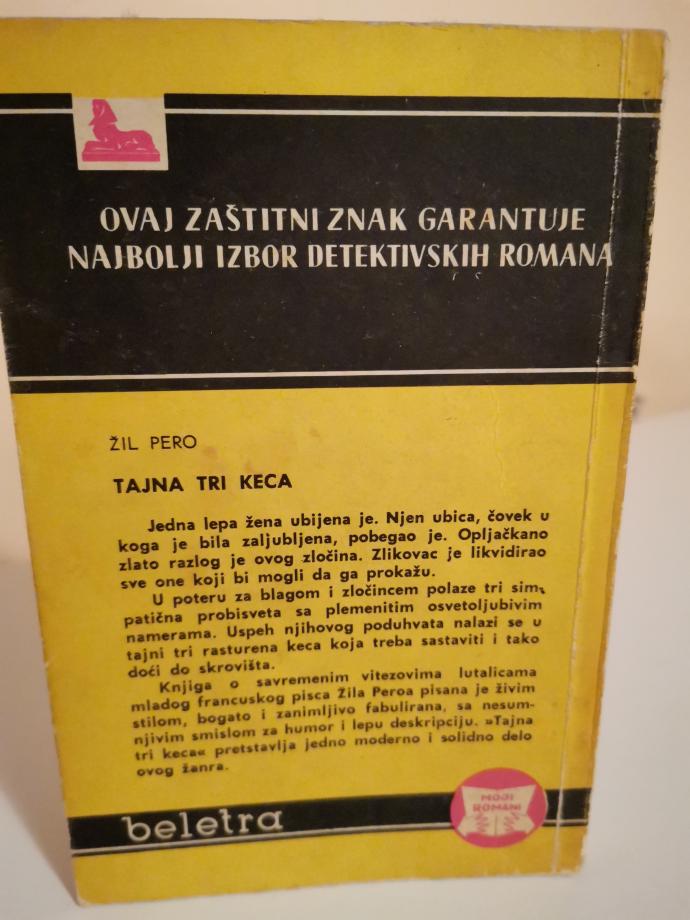 OVAJ ZAŠTITNI ZNAK GARANTUJE
NAJBOLJI IZBOR DETEKTIVSKIH ROMANA
ŽIL PERO
TAJNA TRI KECA
Jedna lepa žena ubijena je. Njen ubica, čovek u
koga je bila zaljubljena, pobegao je. Opljačkano
zlato razlog je ovog zločina. Zlikovac je likvidirao
sve one koji bi mogli da ga prokažu.
U poteru za blagom i zločincem polaze tri sim-
patična probisveta sa plemenitim osvetoljubivim
namerama. Uspeh njihovog poduhvata nalazi se u
tajni tri rasturena keca koja treba sastaviti i tako
doći do skrovišta.
Knjiga o savremenim vitezovima lutalicama
mladog francuskog pisca Žila Peroa pisana je živim
stilom, bogato i zanimljivo fabulirana, sa nesum-
njivim smislom za humor i lepu deskripciju. »Tajna
tri keca« pretstavlja jedno moderno i solidno delo
ovog žanra.
MOJI
ROMANI
beletra